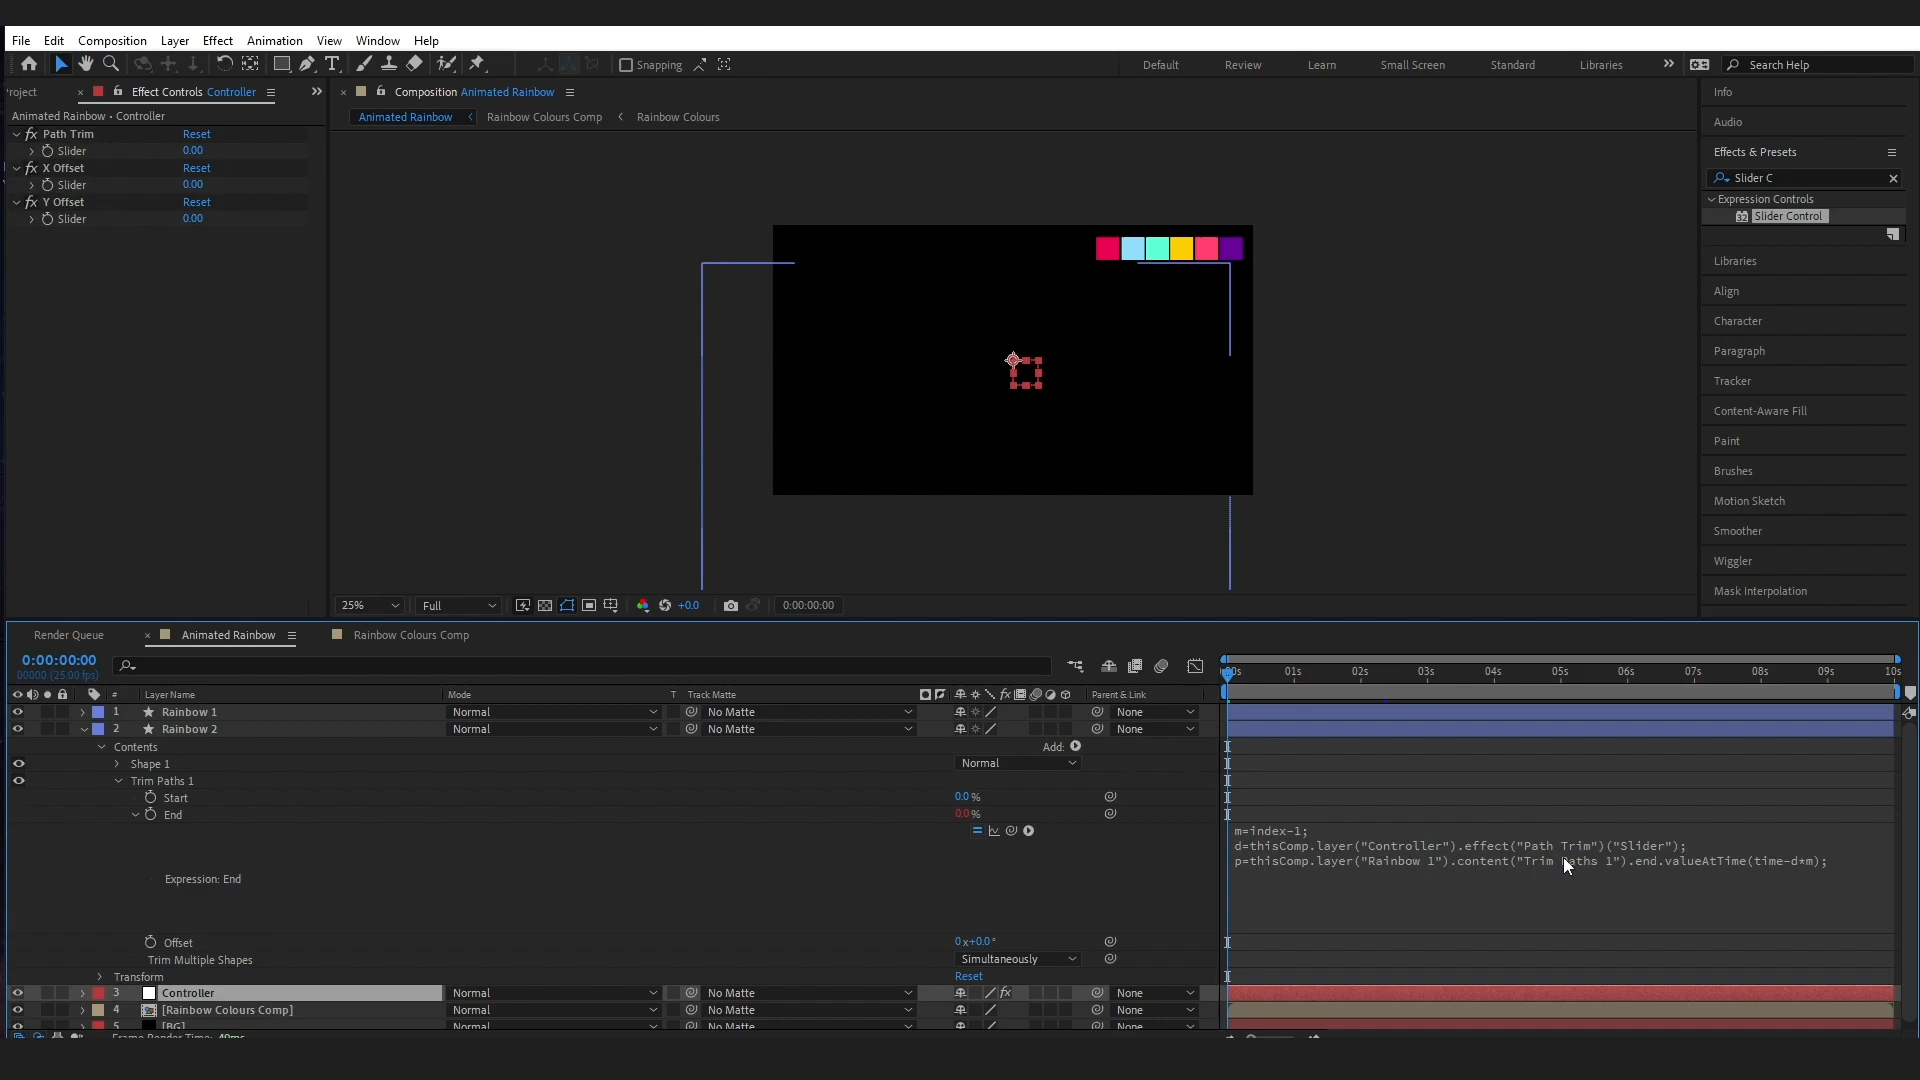 File Edit Composition Layer Effect Animation View Window Help
Snapping Default Review Learn Small Screen Standard Libraries Search Help
roject Effect Controls Controller
Animated Rainbow • Controller
Path Trim Reset
Slider 0.00
X Offset Reset
Slider 0.00
Y Offset Reset
Slider 0.00
Composition Animated Rainbow
Animated Rainbow Rainbow Colours Comp Rainbow Colours
25% Full +0.0 0:00:00:00
Info
Audio
Effects & Presets
Slider C
Expression Controls
32 Slider Control
Libraries
Align
Character
Paragraph
Tracker
Content-Aware Fill
Paint
Brushes
Motion Sketch
Smoother
Wiggler
Mask Interpolation
Render Queue Animated Rainbow Rainbow Colours Comp
0:00:00:00
00000 (25.00 fps)
01s 02s 03s 04s 05s 06s 07s 08s 09s 10s
# Layer Name Mode T Track Matte Parent & Link
1 Rainbow 1 Normal No Matte None
2 Rainbow 2 Normal No Matte None
Contents Add:
Shape 1 Normal
Trim Paths 1
Start 0.0 %
End 0.0 %
m=index-1;
d=thisComp.layer("Controller").effect("Path Trim")("Slider");
p=thisComp.layer("Rainbow 1").content("Trim Paths 1").end.valueAtTime(time-d*m);
Expression: End
Offset 0 x+0.0 °
Trim Multiple Shapes Simultaneously
Transform Reset
3 Controller Normal No Matte None
4 [Rainbow Colours Comp] Normal No Matte None
5 [BG] Normal No Matte None
Frame Render Time: 49ms